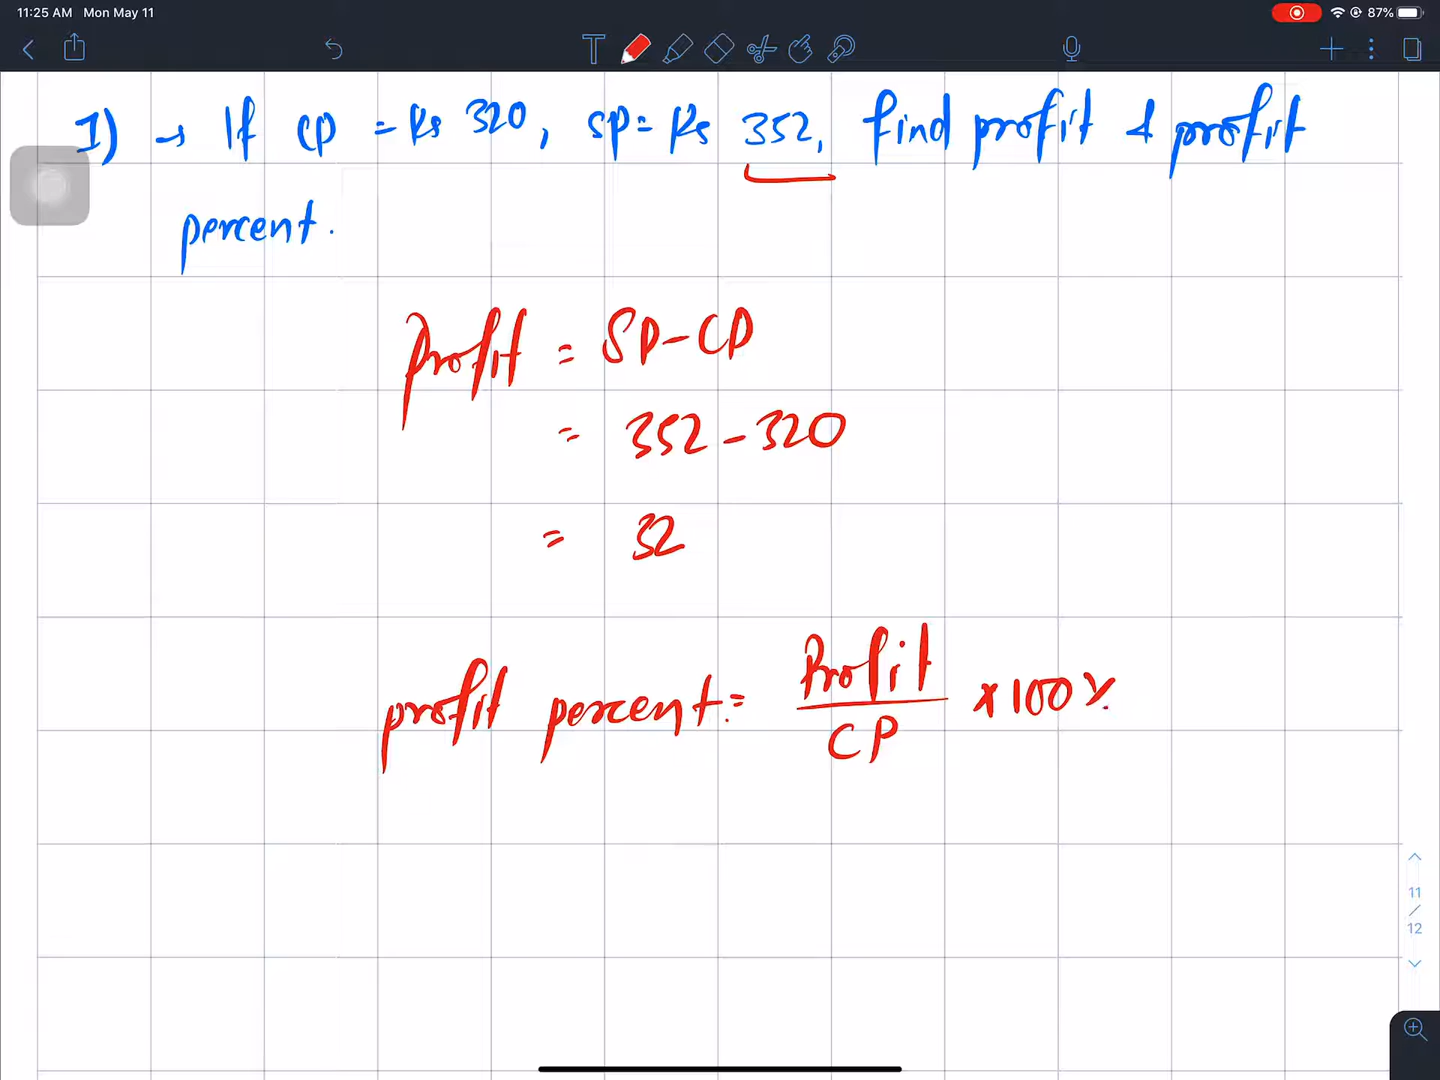 11:25 AM Mon May 11
87%
1) → If CP = Rs 320, SP = Rs 352, find profit & profit
percent.
Profit = SP - CP
= 352 - 320
= 32
profit percent = Profit / CP × 100%
11
/
12